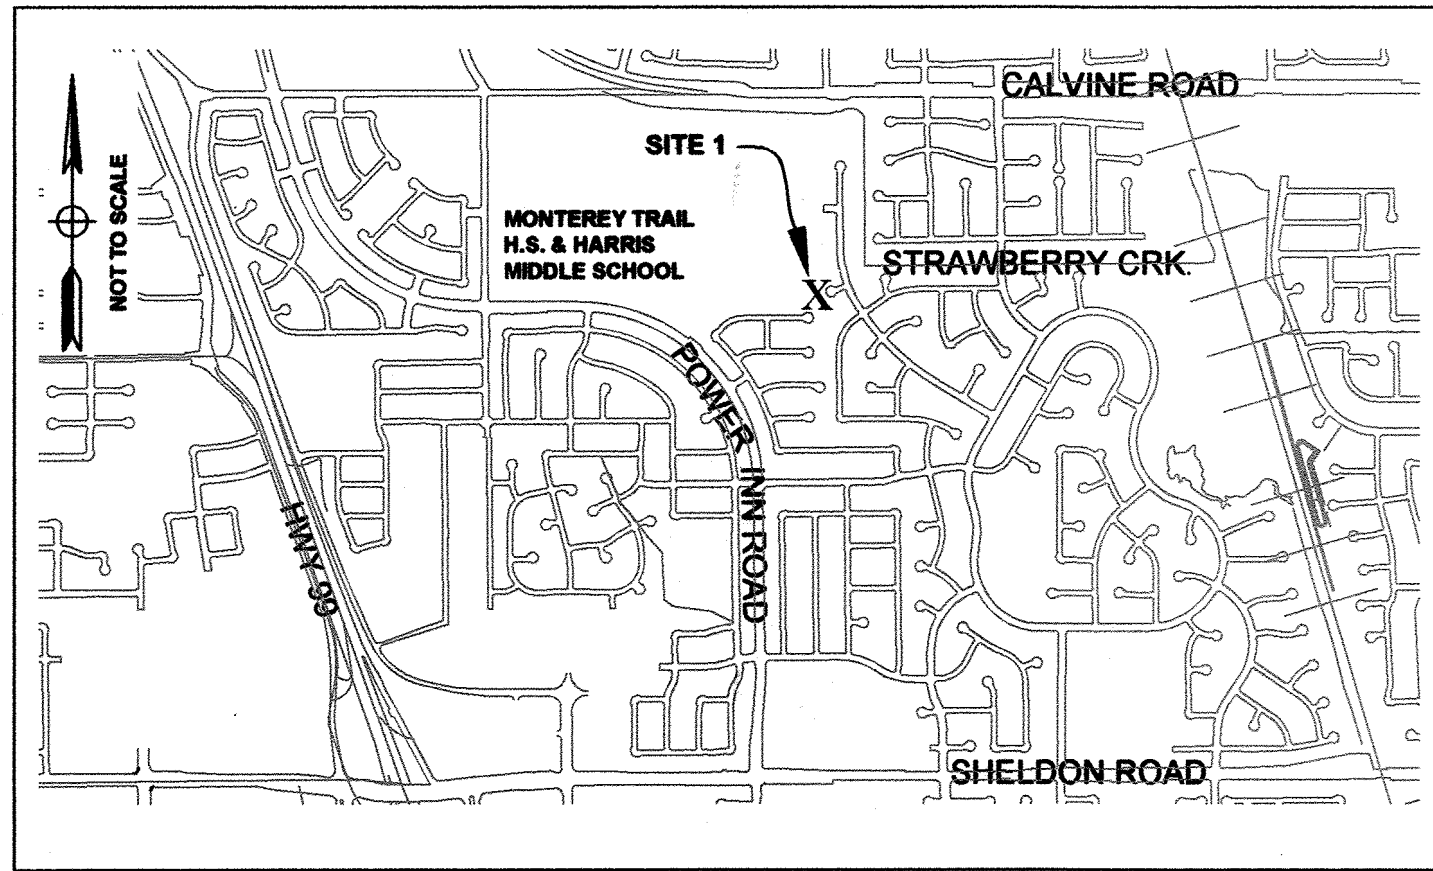 CALVINE ROAD
SITE 1
NOT TO SCALE
MONTEREY TRAIL
H.S. & HARRIS
MIDDLE SCHOOL
STRAWBERRY CRK.
X
POWER INN ROAD
HWY 99
SHELDON ROAD